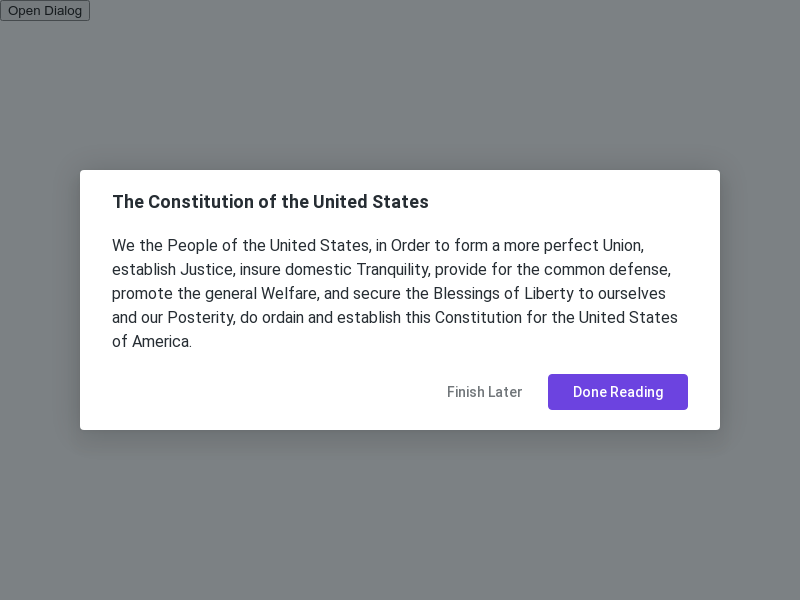 Open Dialog
The Constitution of the United States
We the People of the United States, in Order to form a more perfect Union,
establish Justice, insure domestic Tranquility, provide for the common defense,
promote the general Welfare, and secure the Blessings of Liberty to ourselves
and our Posterity, do ordain and establish this Constitution for the United States
of America.
Finish Later
Done Reading